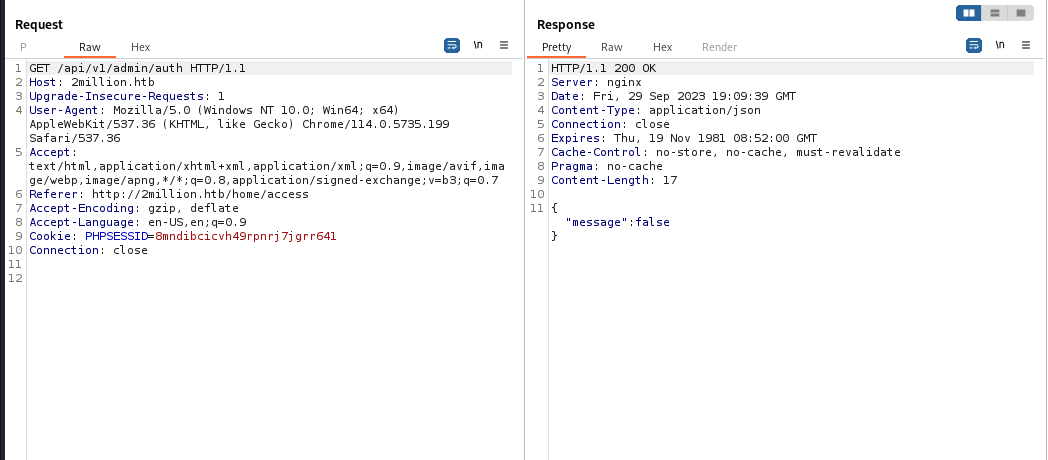 Request
P Raw Hex \n
1 GET /api/v1/admin/auth HTTP/1.1
2 Host: 2million.htb
3 Upgrade-Insecure-Requests: 1
4 User-Agent: Mozilla/5.0 (Windows NT 10.0; Win64; x64)
AppleWebKit/537.36 (KHTML, like Gecko) Chrome/114.0.5735.199
Safari/537.36
5 Accept:
text/html,application/xhtml+xml,application/xml;q=0.9,image/avif,ima
ge/webp,image/apng,*/*;q=0.8,application/signed-exchange;v=b3;q=0.7
6 Referer: http://2million.htb/home/access
7 Accept-Encoding: gzip, deflate
8 Accept-Language: en-US,en;q=0.9
9 Cookie: PHPSESSID=8mndibcicvh49rpnrj7jgrr641
10 Connection: close
11
12
Response
Pretty Raw Hex Render \n
1 HTTP/1.1 200 OK
2 Server: nginx
3 Date: Fri, 29 Sep 2023 19:09:39 GMT
4 Content-Type: application/json
5 Connection: close
6 Expires: Thu, 19 Nov 1981 08:52:00 GMT
7 Cache-Control: no-store, no-cache, must-revalidate
8 Pragma: no-cache
9 Content-Length: 17
10
11 {
"message":false
}